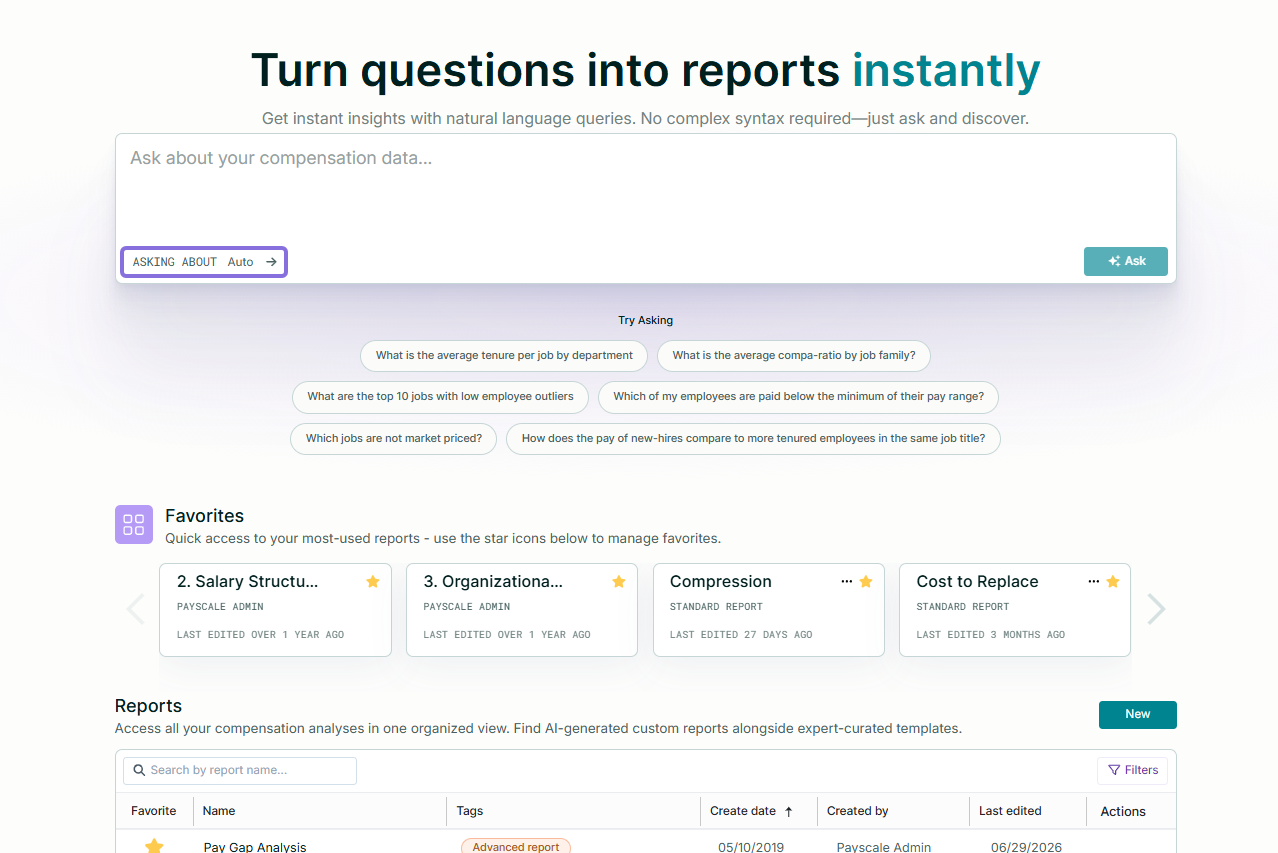 Turn questions into reports instantly
Get instant insights with natural language queries. No complex syntax required—just ask and discover.
Ask about your compensation data...
ASKING ABOUT Auto →
Ask
Try Asking
What is the average tenure per job by department
What is the average compa-ratio by job family?
What are the top 10 jobs with low employee outliers
Which of my employees are paid below the minimum of their pay range?
Which jobs are not market priced?
How does the pay of new-hires compare to more tenured employees in the same job title?
Favorites
Quick access to your most-used reports - use the star icons below to manage favorites.
2. Salary Structu...
PAYSCALE ADMIN
LAST EDITED OVER 1 YEAR AGO
3. Organizationa...
PAYSCALE ADMIN
LAST EDITED OVER 1 YEAR AGO
Compression
STANDARD REPORT
LAST EDITED 27 DAYS AGO
Cost to Replace
STANDARD REPORT
LAST EDITED 3 MONTHS AGO
Reports
Access all your compensation analyses in one organized view. Find AI-generated custom reports alongside expert-curated templates.
New
Search by report name...
Filters
Favorite Name Tags Create date ↑ Created by Last edited Actions
Pay Gap Analysis Advanced report 05/10/2019 Payscale Admin 06/29/2026